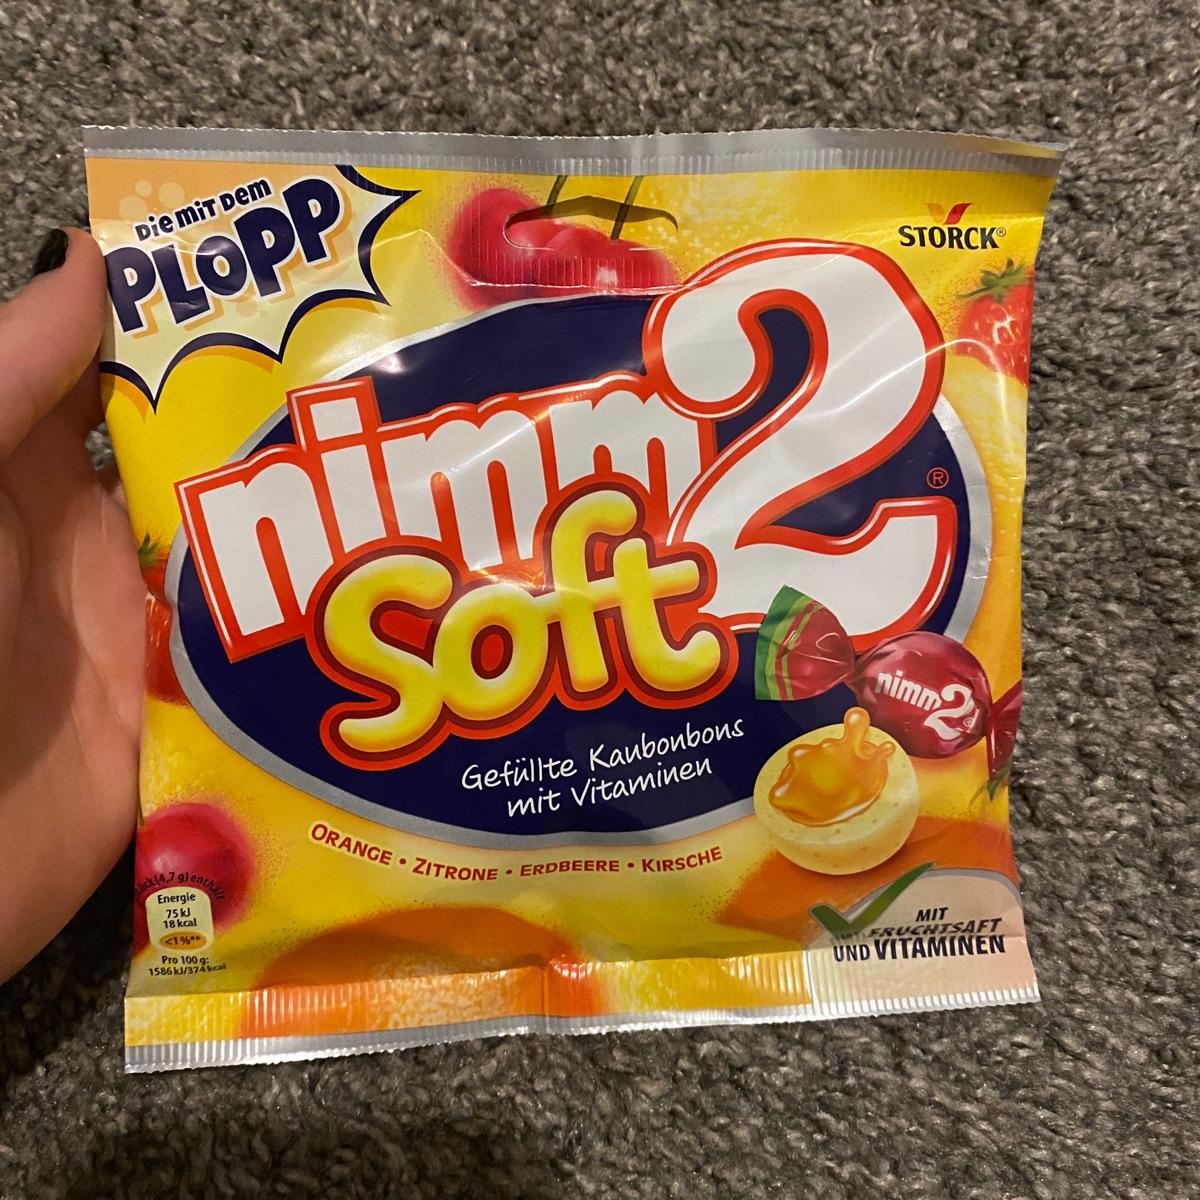 Die mit dem
PLOPP
STORCK®
nimm2®
soft
Gefüllte Kaubonbons
mit Vitaminen
nimm2®
ORANGE • ZITRONE • ERDBEERE • KIRSCHE
(4,7 g) enthält
Energie
75 kJ
18 kcal
<1%**
Pro 100 g:
1586 kJ/374 kcal
MIT
FRUCHTSAFT
UND VITAMINEN